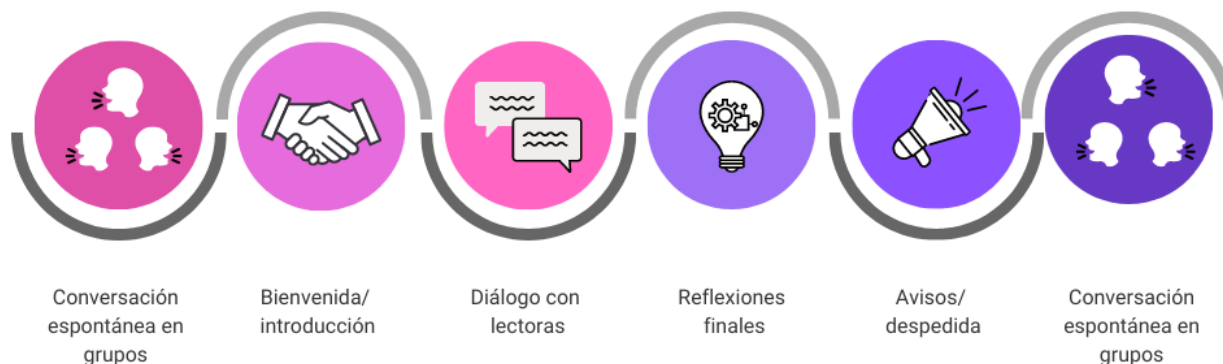 Conversación
espontánea en
grupos
Bienvenida/
introducción
Diálogo con
lectoras
Reflexiones
finales
Avisos/
despedida
Conversación
espontánea en
grupos